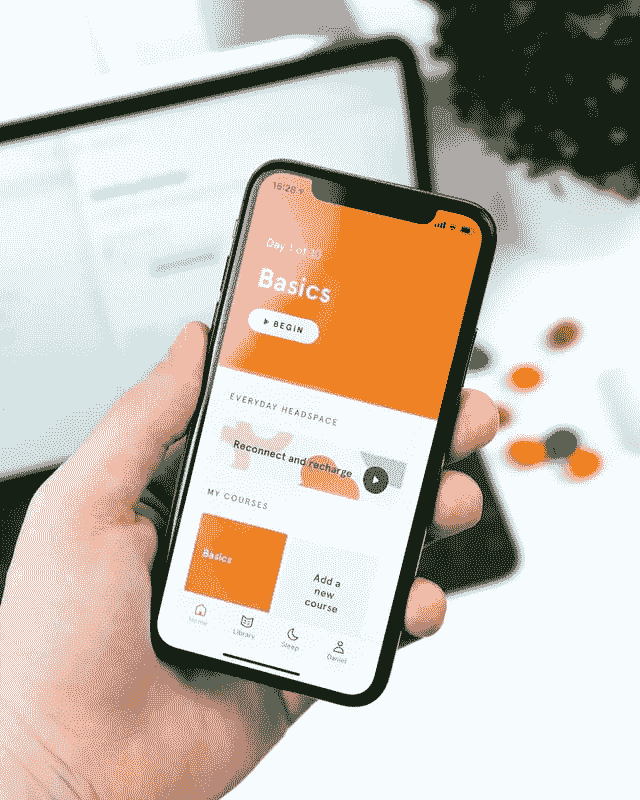 16:28
Day 1 of 10
Basics
BEGIN
EVERYDAY HEADSPACE
Reconnect and recharge
MY COURSES
Basics
Add a
new
course
Home
Library
Sleep
Daniel